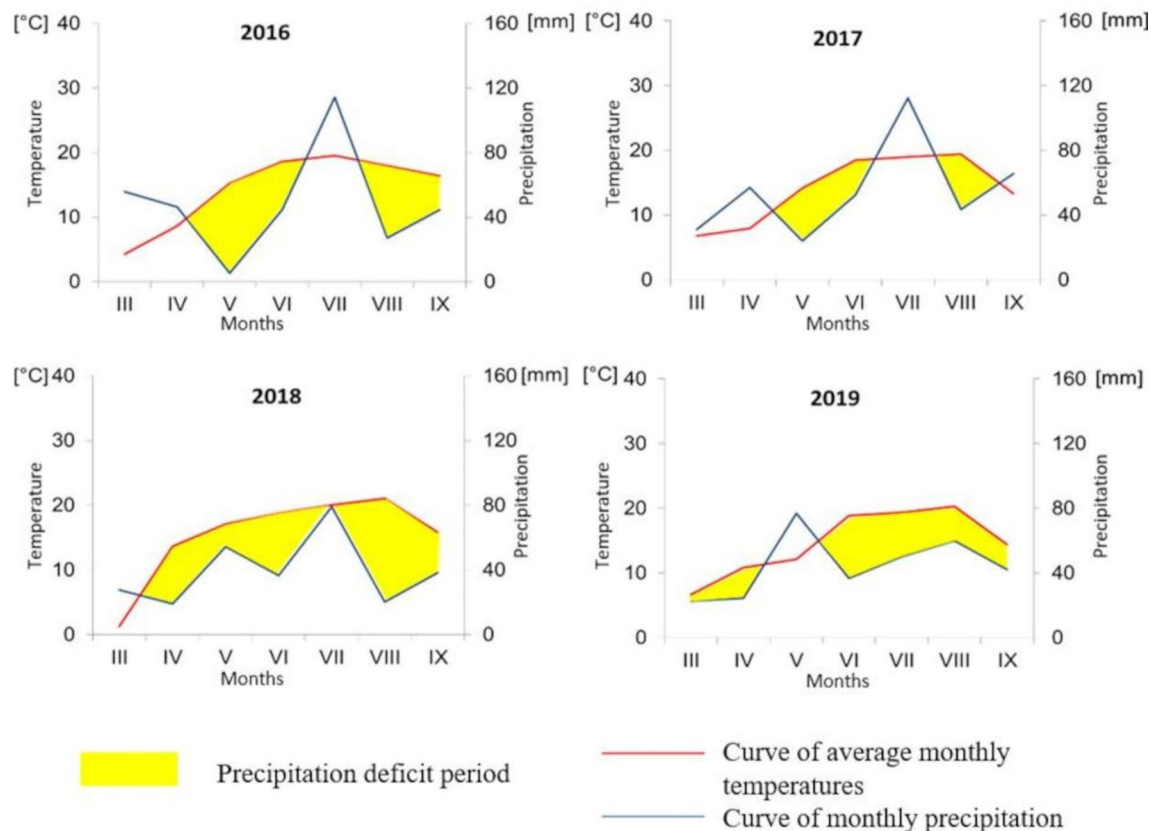 [°C] 40 2016 160 [mm]
30 120
20 80
10 40
0 0
Temperature
Precipitation
III IV V VI VII VIII IX
Months
[°C] 40 2017 160 [mm]
30 120
20 80
10 40
0 0
Temperature
Precipitation
III IV V VI VII VIII IX
Months
[°C] 40 2018 160 [mm]
30 120
20 80
10 40
0 0
Temperature
Precipitation
III IV V VI VII VIII IX
Months
[°C] 40 2019 160 [mm]
30 120
20 80
10 40
0 0
Temperature
Precipitation
III IV V VI VII VIII IX
Months
Precipitation deficit period
Curve of average monthly
temperatures
Curve of monthly precipitation